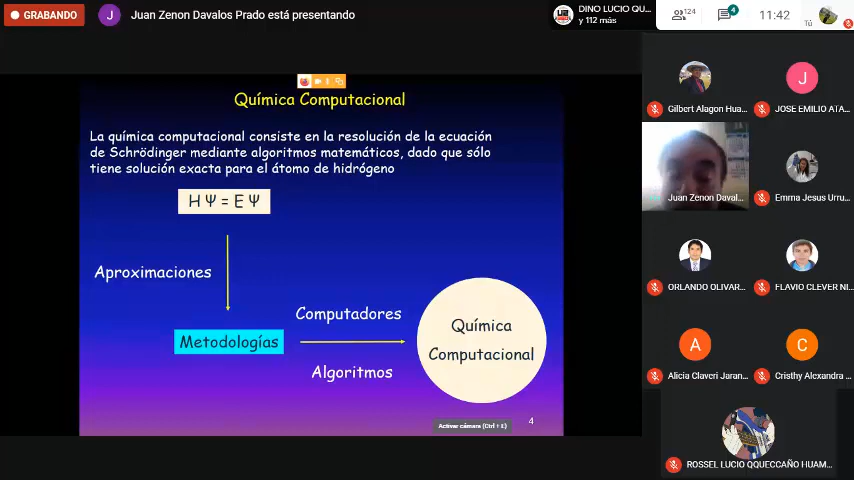 GRABANDO
J
Juan Zenon Davalos Prado está presentando
DINO LUCIO QU...
y 112 más
124
4
11:42
Tú
Química Computacional
La química computacional consiste en la resolución de la ecuación
de Schrödinger mediante algoritmos matemáticos, dado que sólo
tiene solución exacta para el átomo de hidrógeno
H Ψ = E Ψ
Aproximaciones
Metodologías
Computadores
Algoritmos
Química
Computacional
Activar cámara (Ctrl + E)
4
Gilbert Alagon Hua...
J
JOSE EMILIO ATA...
Juan Zenon Daval...
Emma Jesus Urru...
ORLANDO OLIVAR...
FLAVIO CLEVER NI...
A
Alicia Claveri Jaran...
C
Cristhy Alexandra ...
ROSSEL LUCIO QQUECCAÑO HUAM...